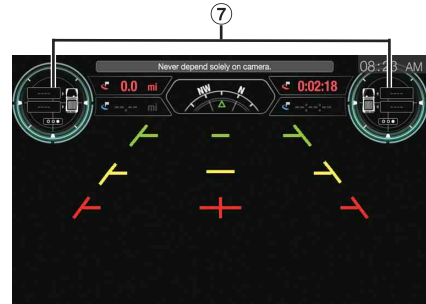 ⑦
Never depend solely on camera.
08:23 AM
0.0 mi
NW N
0:02:18
--.-- mi
--:--:--